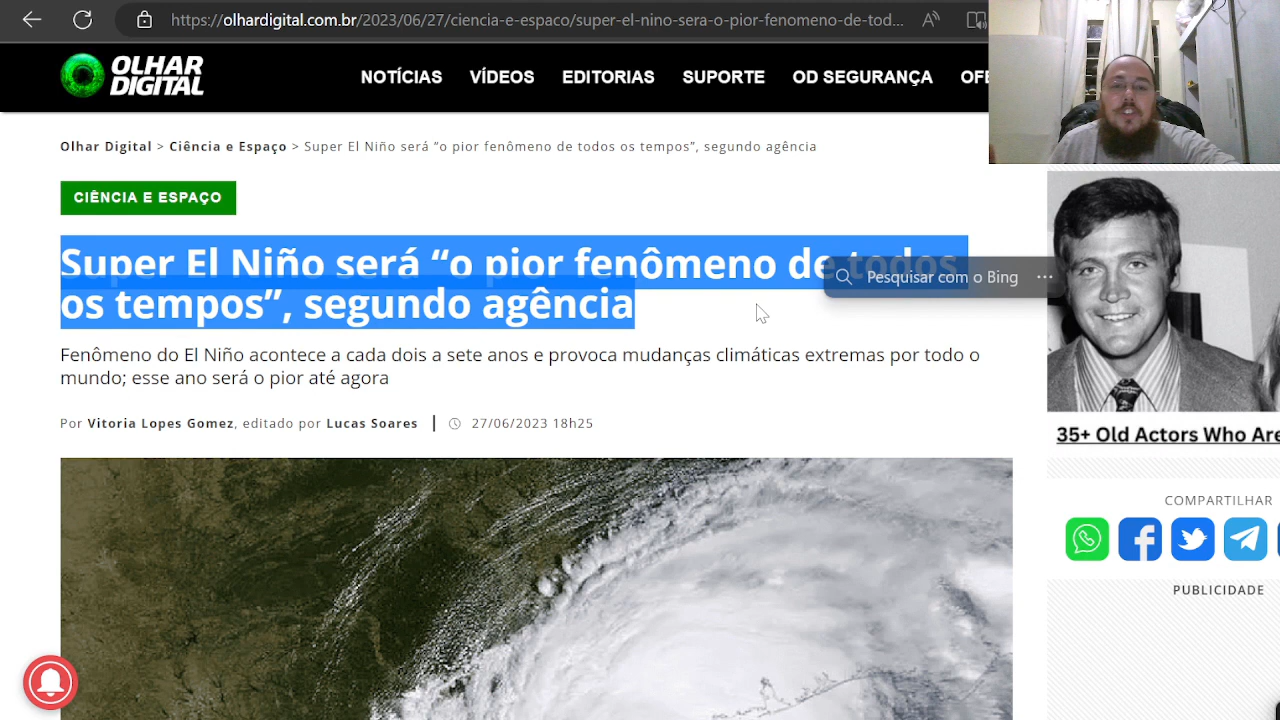 https://olhardigital.com.br/2023/06/27/ciencia-e-espaco/super-el-nino-sera-o-pior-fenomeno-de-tod...
OLHAR
DIGITAL
NOTÍCIAS VÍDEOS EDITORIAS SUPORTE OD SEGURANÇA OFE
Olhar Digital > Ciência e Espaço > Super El Niño será “o pior fenômeno de todos os tempos”, segundo agência
CIÊNCIA E ESPAÇO
Super El Niño será “o pior fenômeno de todos
os tempos”, segundo agência
Pesquisar com o Bing ...
Fenômeno do El Niño acontece a cada dois a sete anos e provoca mudanças climáticas extremas por todo o
mundo; esse ano será o pior até agora
Por Vitoria Lopes Gomez, editado por Lucas Soares | 27/06/2023 18h25
35+ Old Actors Who Are
COMPARTILHAR
PUBLICIDADE